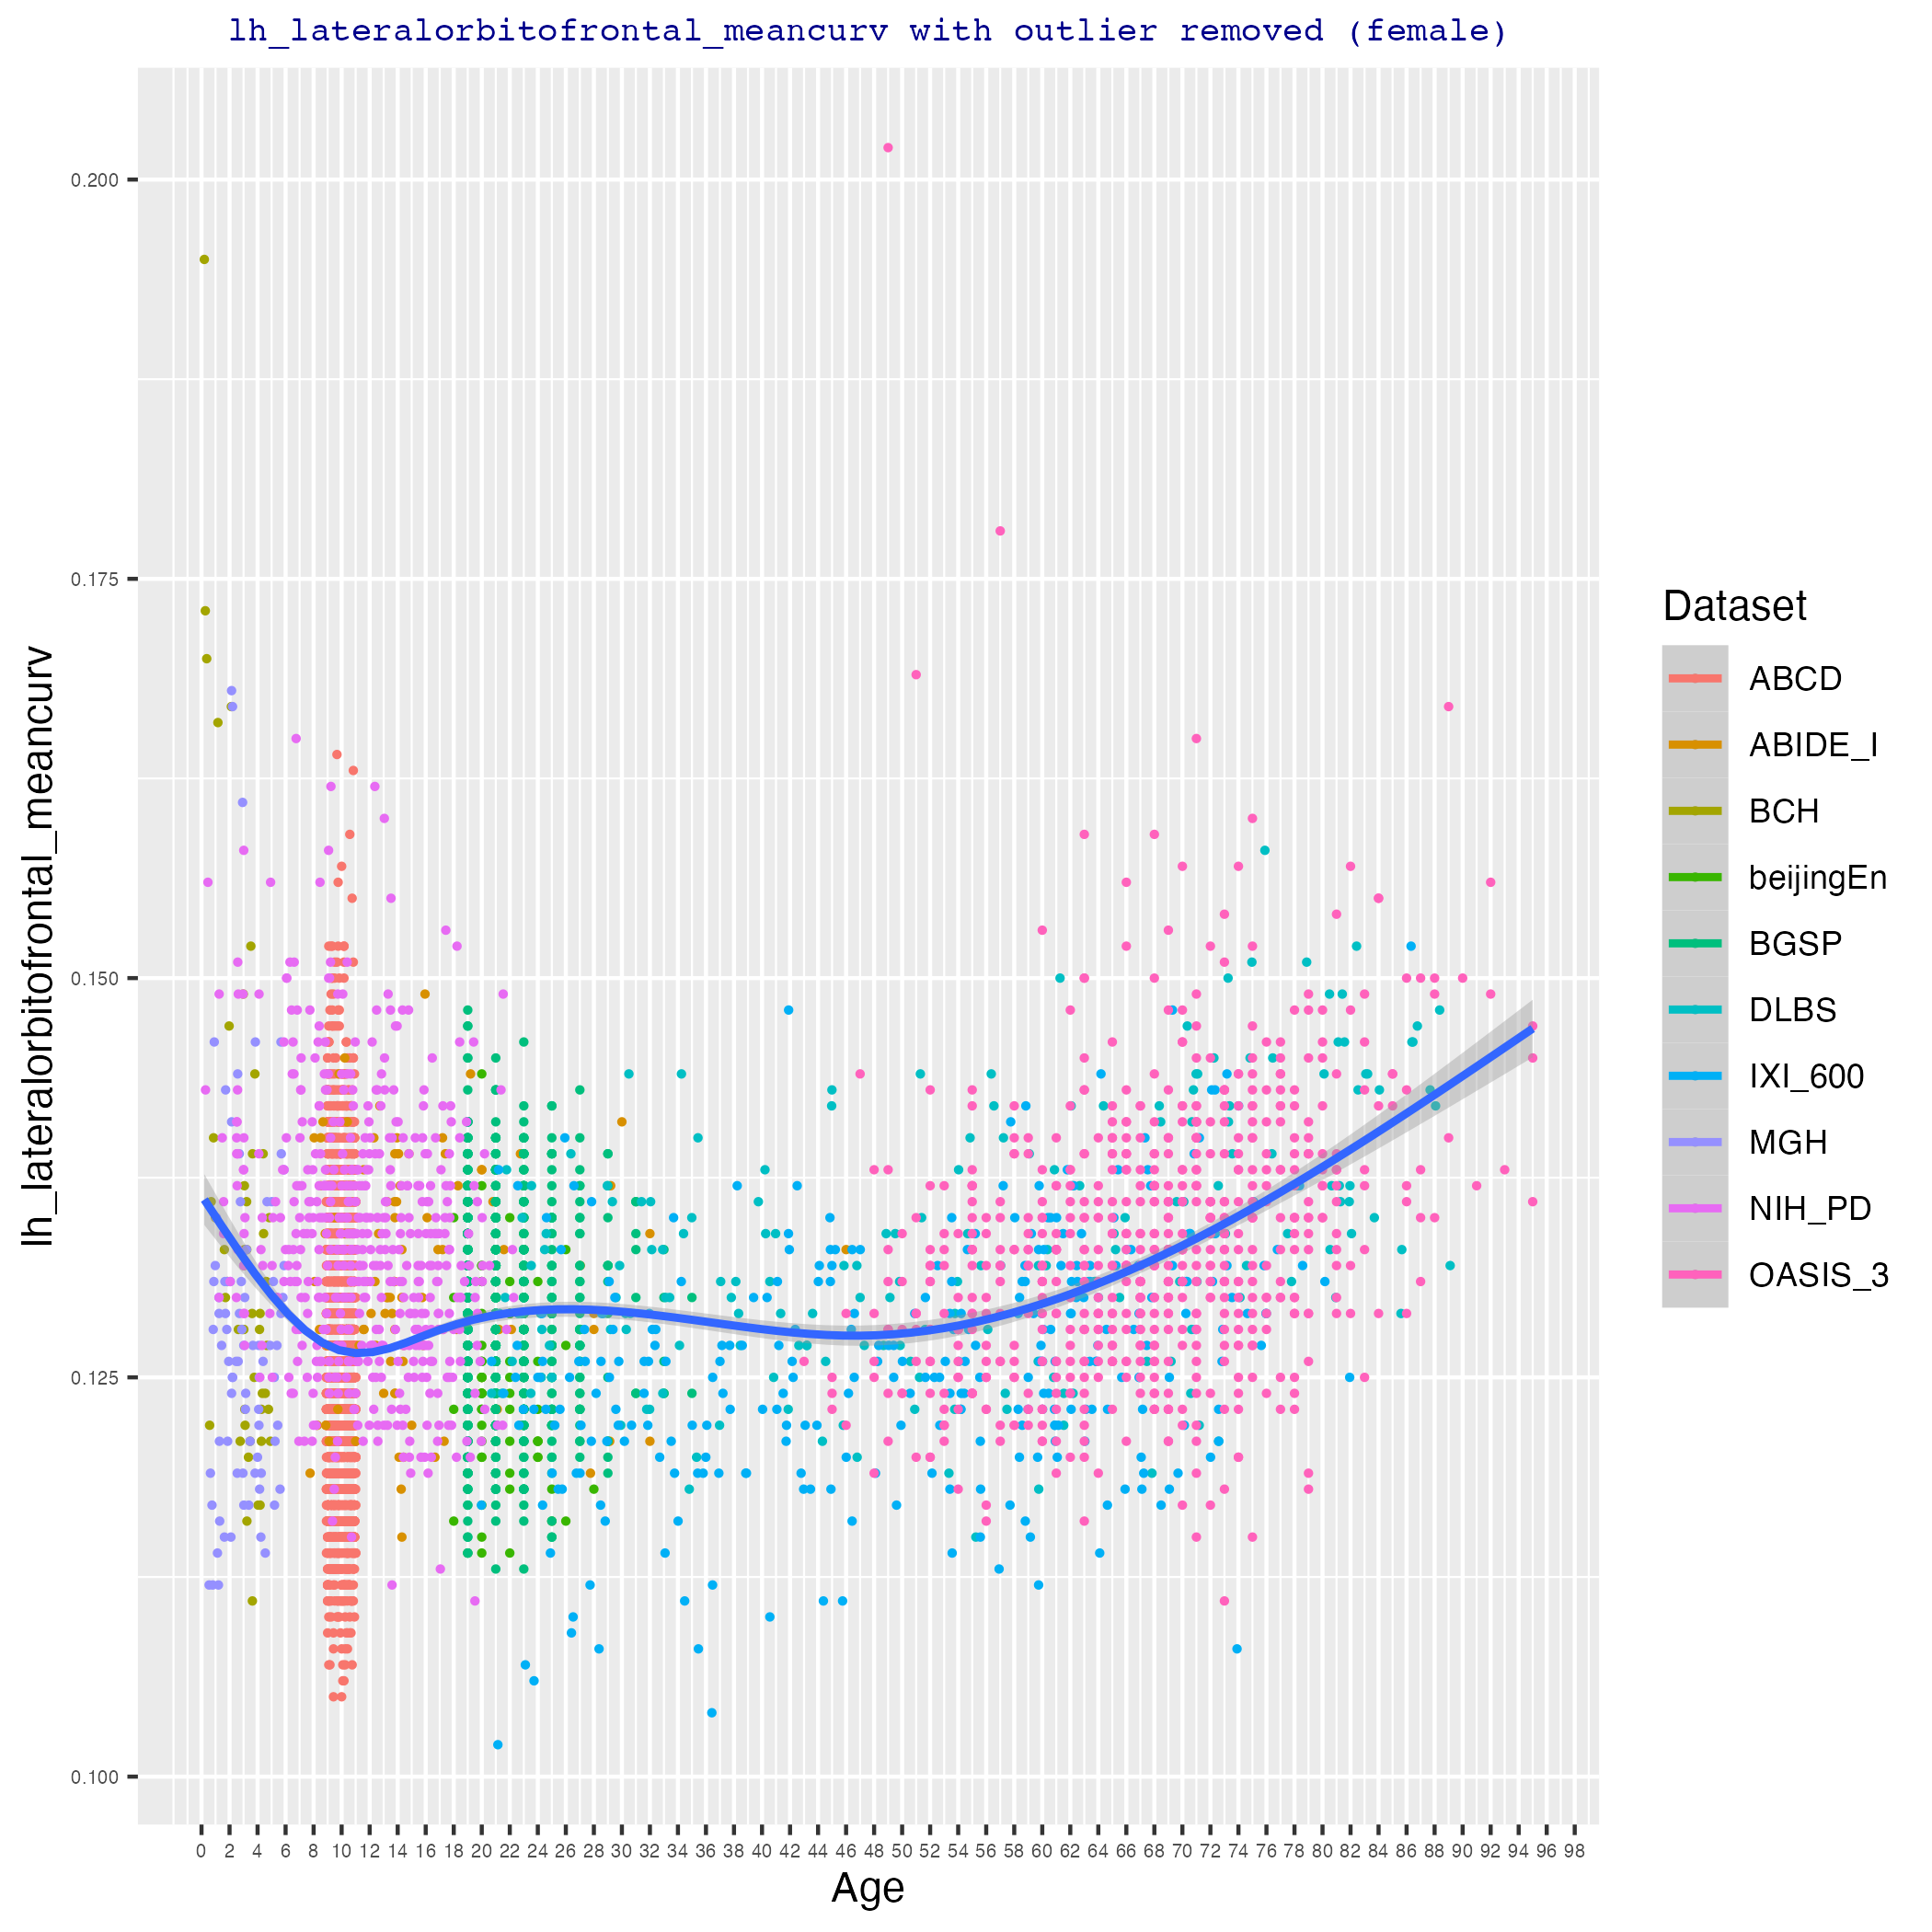 lh_lateralorbitofrontal_meancurv with outlier removed (female)
lh_lateralorbitofrontal_meancurv
0.200
0.175
0.150
0.125
0.100
0 2 4 6 8 10 12 14 16 18 20 22 24 26 28 30 32 34 36 38 40 42 44 46 48 50 52 54 56 58 60 62 64 66 68 70 72 74 76 78 80 82 84 86 88 90 92 94 96 98
Age
Dataset
ABCD
ABIDE_I
BCH
beijingEn
BGSP
DLBS
IXI_600
MGH
NIH_PD
OASIS_3